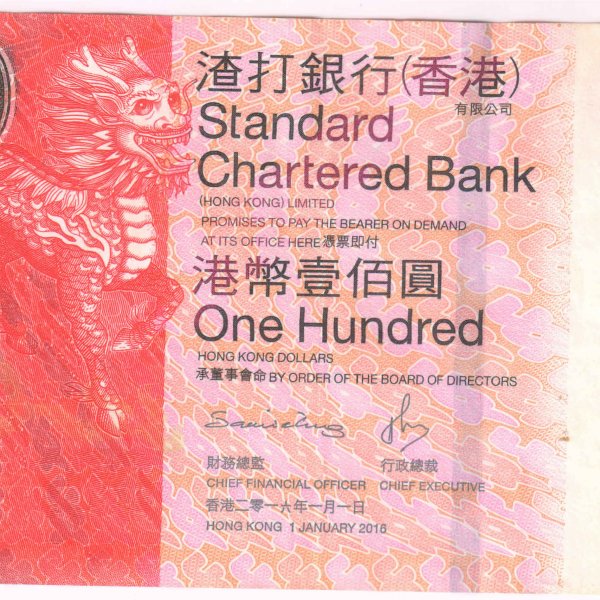 渣打銀行(香港)
有限公司
Standard
Chartered Bank
(HONG KONG) LIMITED
PROMISES TO PAY THE BEARER ON DEMAND
AT ITS OFFICE HERE 憑票即付
港幣壹佰圓
One Hundred
HONG KONG DOLLARS
承董事會命 BY ORDER OF THE BOARD OF DIRECTORS
財務總監 行政總裁
CHIEF FINANCIAL OFFICER CHIEF EXECUTIVE
香港二零一六年一月一日
HONG KONG 1 JANUARY 2016